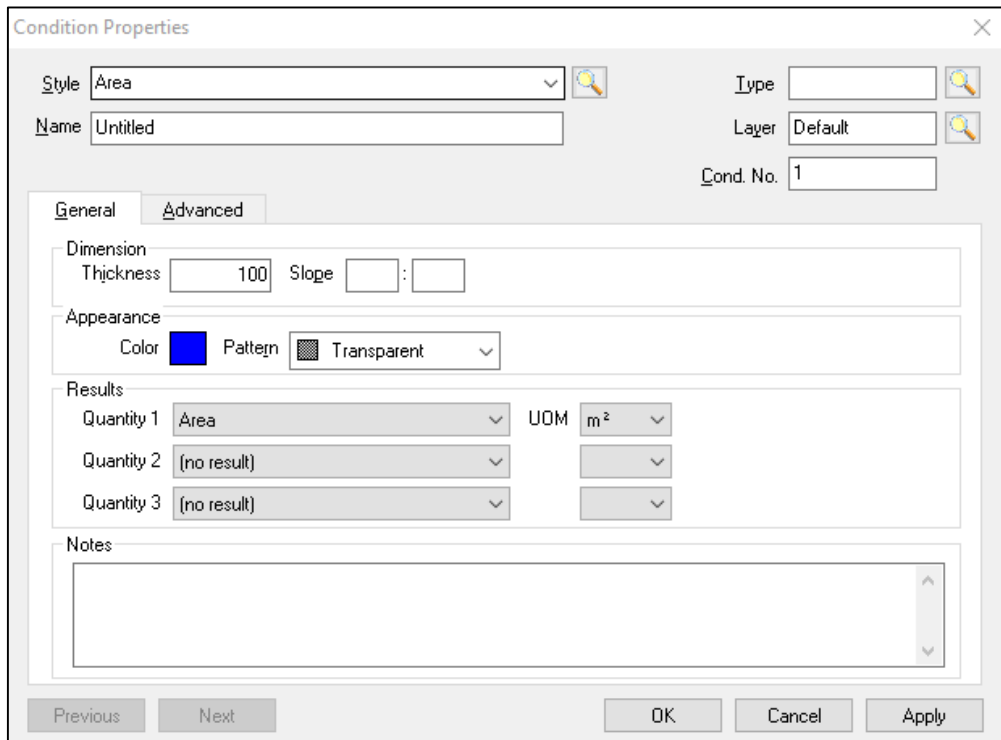 Condition Properties
Style Area Type
Name Untitled Layer Default
Cond. No. 1
General Advanced
Dimension
Thickness 100 Slope :
Appearance
Color Pattern Transparent
Results
Quantity 1 Area UOM m²
Quantity 2 (no result)
Quantity 3 (no result)
Notes
Previous Next OK Cancel Apply